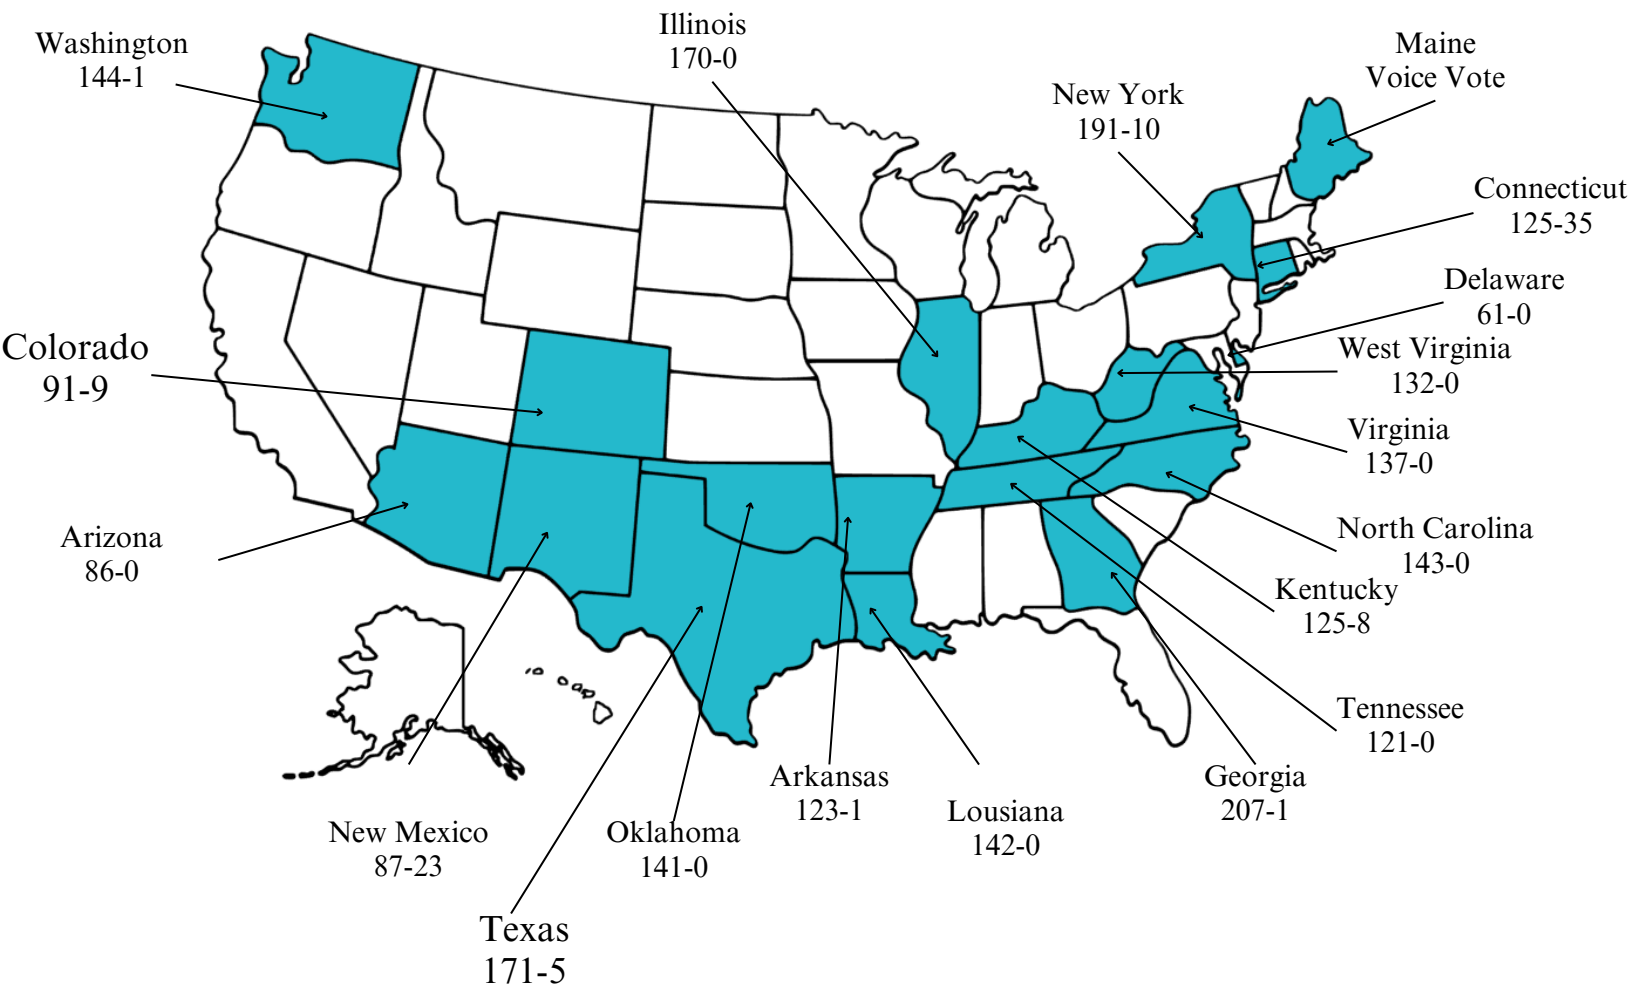 Illinois
170-0
Washington
144-1
Maine
Voice Vote
New York
191-10
Connecticut
125-35
Delaware
61-0
West Virginia
132-0
Colorado
91-9
Virginia
137-0
North Carolina
143-0
Arizona
86-0
Kentucky
125-8
Tennessee
121-0
Arkansas
123-1
Georgia
207-1
Lousiana
142-0
New Mexico
87-23
Oklahoma
141-0
Texas
171-5